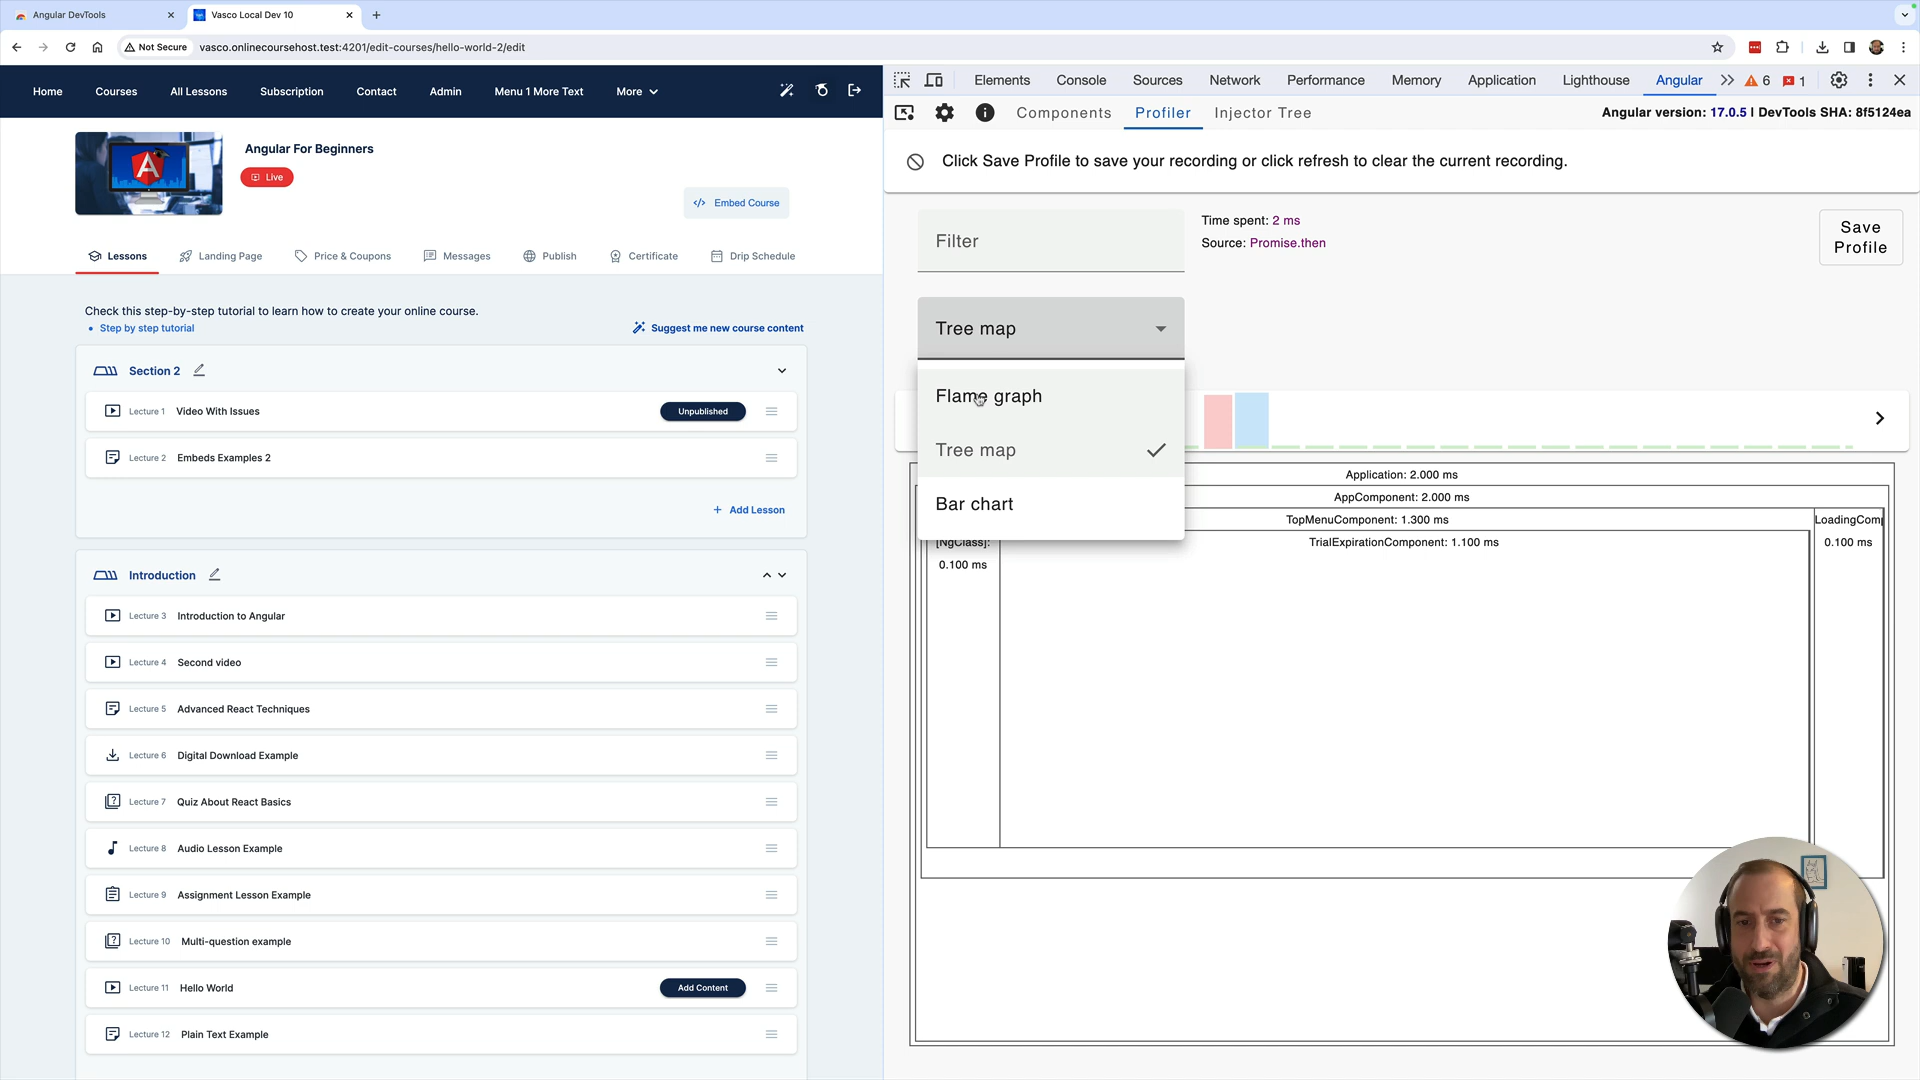 Angular DevTools
Vasco Local Dev 10
Not Secure
vasco.onlinecoursehost.test:4201/edit-courses/hello-world-2/edit
Home
Courses
All Lessons
Subscription
Contact
Admin
Menu 1 More Text
More
Angular For Beginners
Live
Embed Course
Lessons
Landing Page
Price & Coupons
Messages
Publish
Certificate
Drip Schedule
Check this step-by-step tutorial to learn how to create your online course.
Step by step tutorial
Suggest me new course content
Section 2
Lecture 1 Video With Issues Unpublished
Lecture 2 Embeds Examples 2
Add Lesson
Introduction
Lecture 3 Introduction to Angular
Lecture 4 Second video
Lecture 5 Advanced React Techniques
Lecture 6 Digital Download Example
Lecture 7 Quiz About React Basics
Lecture 8 Audio Lesson Example
Lecture 9 Assignment Lesson Example
Lecture 10 Multi-question example
Lecture 11 Hello World Add Content
Lecture 12 Plain Text Example
Elements
Console
Sources
Network
Performance
Memory
Application
Lighthouse
Angular
6
1
Components
Profiler
Injector Tree
Angular version: 17.0.5 | DevTools SHA: 8f5124ea
Click Save Profile to save your recording or click refresh to clear the current recording.
Filter
Time spent: 2 ms
Source: Promise.then
Save
Profile
Tree map
Flame graph
Tree map
Bar chart
Application: 2.000 ms
AppComponent: 2.000 ms
TopMenuComponent: 1.300 ms
[NgClass]:
0.100 ms
TrialExpirationComponent: 1.100 ms
LoadingComp
0.100 ms